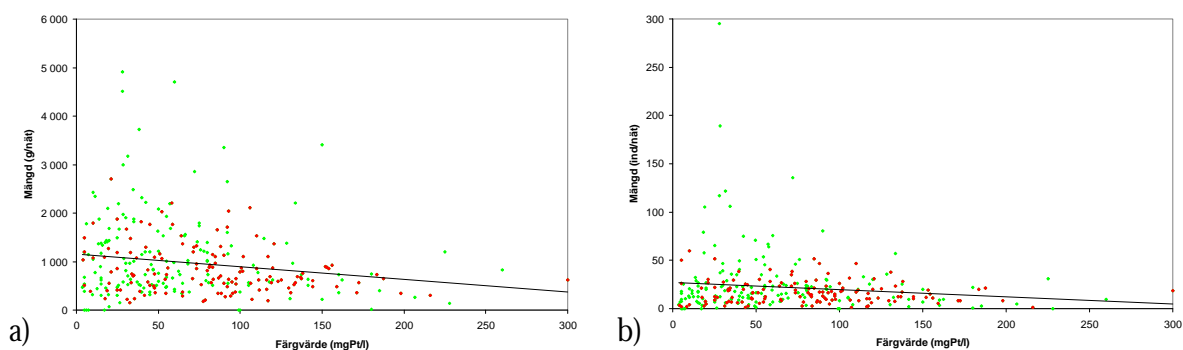 6 000
5 000
4 000
3 000
2 000
1 000
0
0 50 100 150 200 250 300
Mängd (g/nät)
Färgvärde (mgPt/l)
a)
300
250
200
150
100
50
0
0 50 100 150 200 250 300
Mängd (ind/nät)
Färgvärde (mgPt/l)
b)